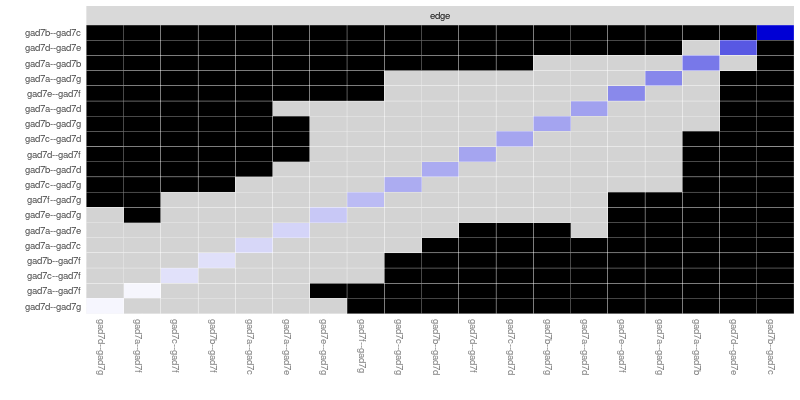 edge
gad7b--gad7c
gad7d--gad7e
gad7a--gad7b
gad7a--gad7g
gad7e--gad7f
gad7a--gad7d
gad7b--gad7g
gad7c--gad7d
gad7d--gad7f
gad7b--gad7d
gad7c--gad7g
gad7f--gad7g
gad7e--gad7g
gad7a--gad7e
gad7a--gad7c
gad7b--gad7f
gad7c--gad7f
gad7a--gad7f
gad7d--gad7g
gad7d--gad7g
gad7a--gad7f
gad7c--gad7f
gad7b--gad7f
gad7a--gad7c
gad7a--gad7e
gad7e--gad7g
gad7f--gad7g
gad7c--gad7g
gad7b--gad7d
gad7d--gad7f
gad7c--gad7d
gad7b--gad7g
gad7a--gad7d
gad7e--gad7f
gad7a--gad7g
gad7a--gad7b
gad7d--gad7e
gad7b--gad7c